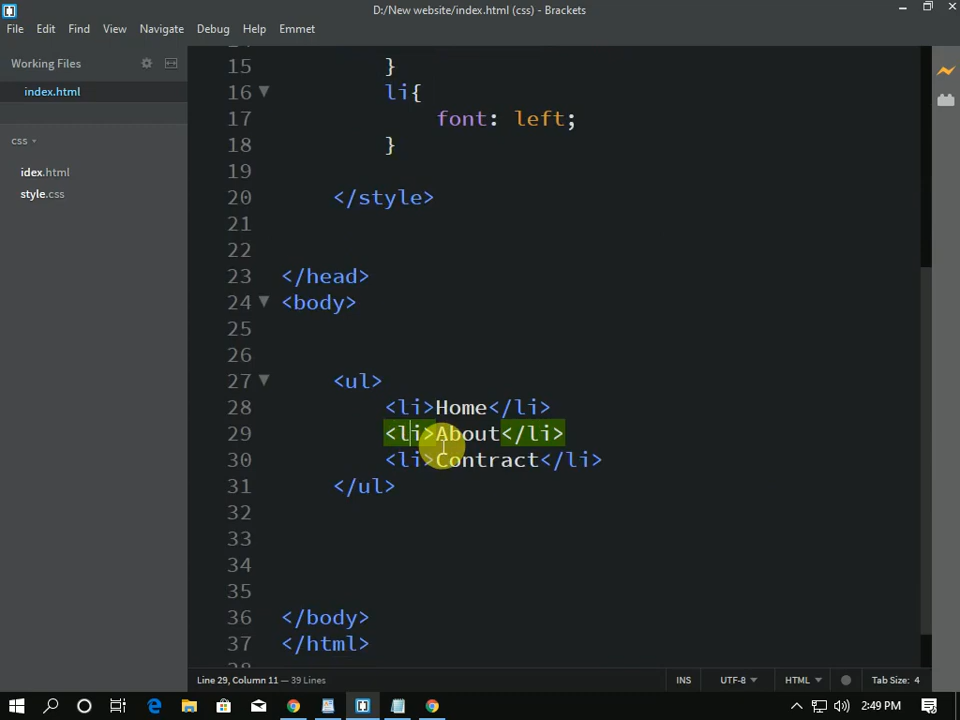 D:/New website/index.html (css) - Brackets
File Edit Find View Navigate Debug Help Emmet
Working Files
index.html
css
idex.html
style.css
15 }
16 li{
17 font: left;
18 }
19
20 </style>
21
22
23 </head>
24 <body>
25
26
27 <ul>
28 <li>Home</li>
29 <li>About</li>
30 <li>Contract</li>
31 </ul>
32
33
34
35
36 </body>
37 </html>
Line 29, Column 11 — 39 Lines INS UTF-8 HTML Tab Size: 4
2:49 PM